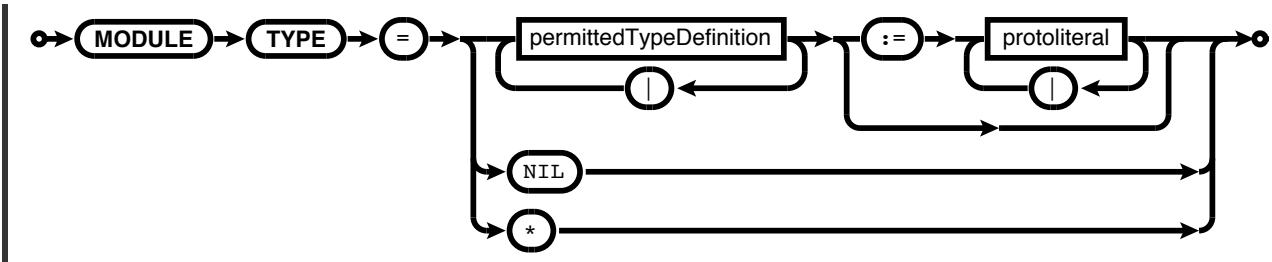 MODULE TYPE = permittedTypeDefinition := protoliteral
| |
NIL
*